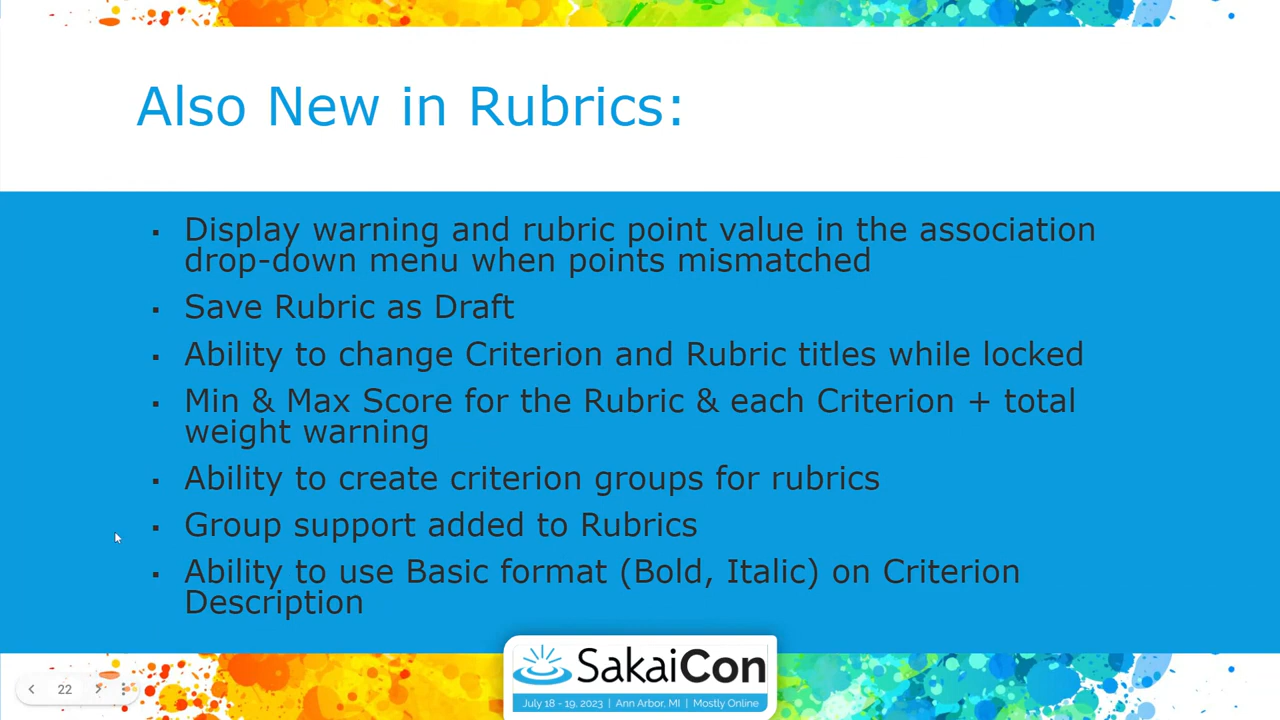 Also New in Rubrics:
▪ Display warning and rubric point value in the association
drop-down menu when points mismatched
▪ Save Rubric as Draft
▪ Ability to change Criterion and Rubric titles while locked
▪ Min & Max Score for the Rubric & each Criterion + total
weight warning
▪ Ability to create criterion groups for rubrics
▪ Group support added to Rubrics
▪ Ability to use Basic format (Bold, Italic) on Criterion
Description
22
SakaiCon
July 18 - 19, 2023 | Ann Arbor, MI | Mostly Online